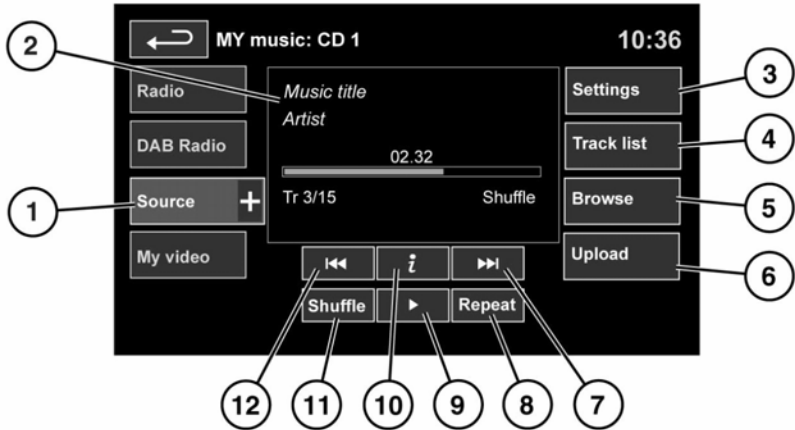 MY music: CD 1
10:36
Radio
DAB Radio
Source +
My video
Music title
Artist
02.32
Tr 3/15
Shuffle
Settings
Track list
Browse
Upload
i
Shuffle
Repeat
1
2
3
4
5
6
7
8
9
10
11
12